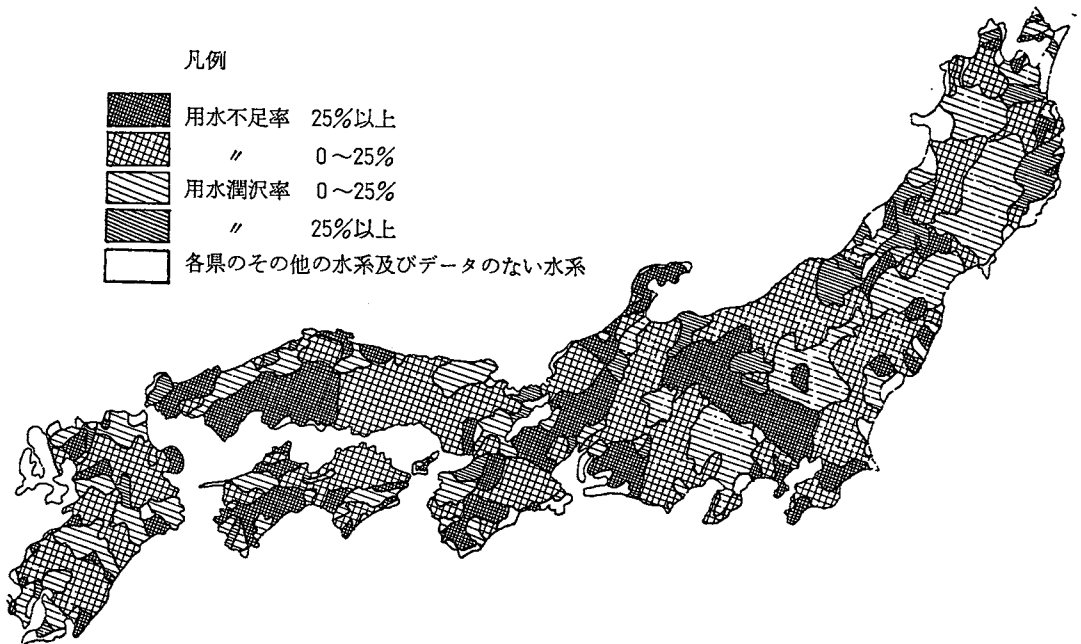 凡例
用水不足率 25%以上
〃 0～25%
用水潤沢率 0～25%
〃 25%以上
各県のその他の水系及びデータのない水系